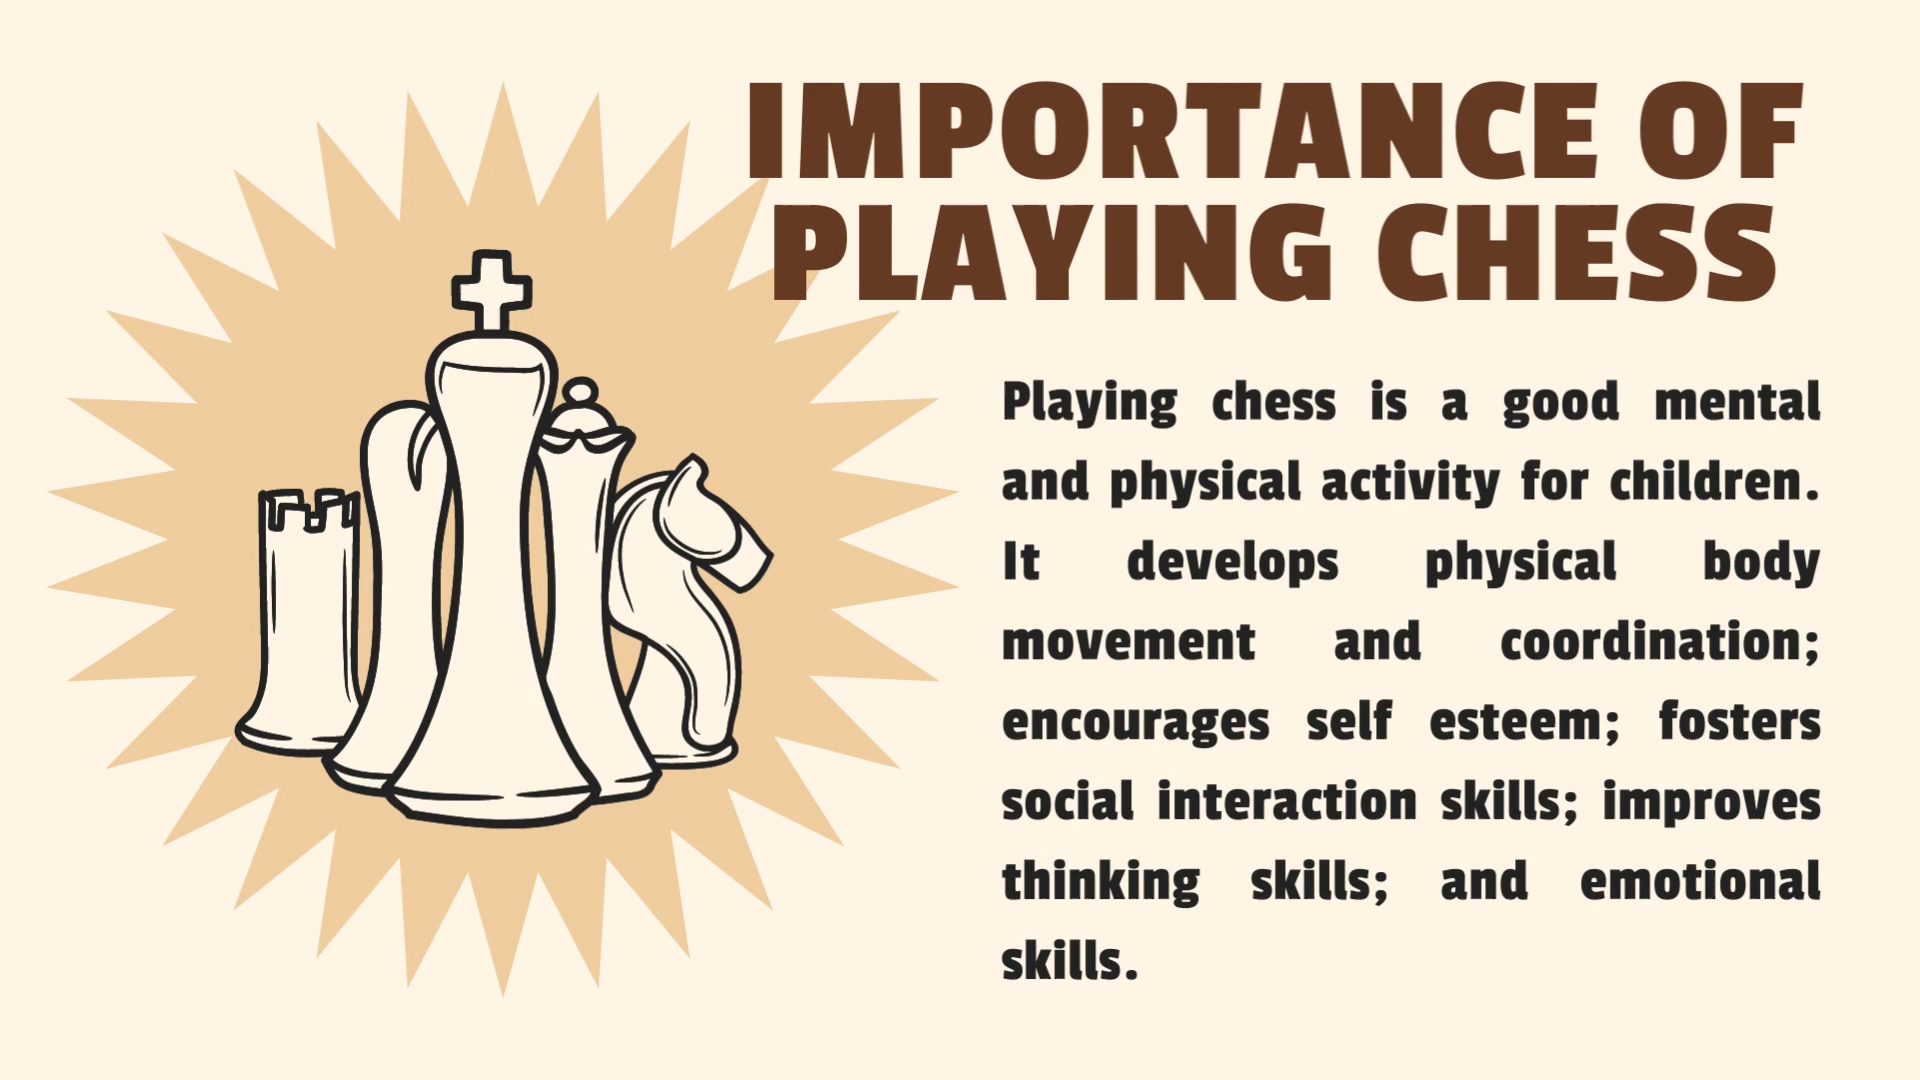 IMPORTANCE OF
PLAYING CHESS
Playing chess is a good mental
and physical activity for children.
It develops physical body
movement and coordination;
encourages self esteem; fosters
social interaction skills; improves
thinking skills; and emotional
skills.